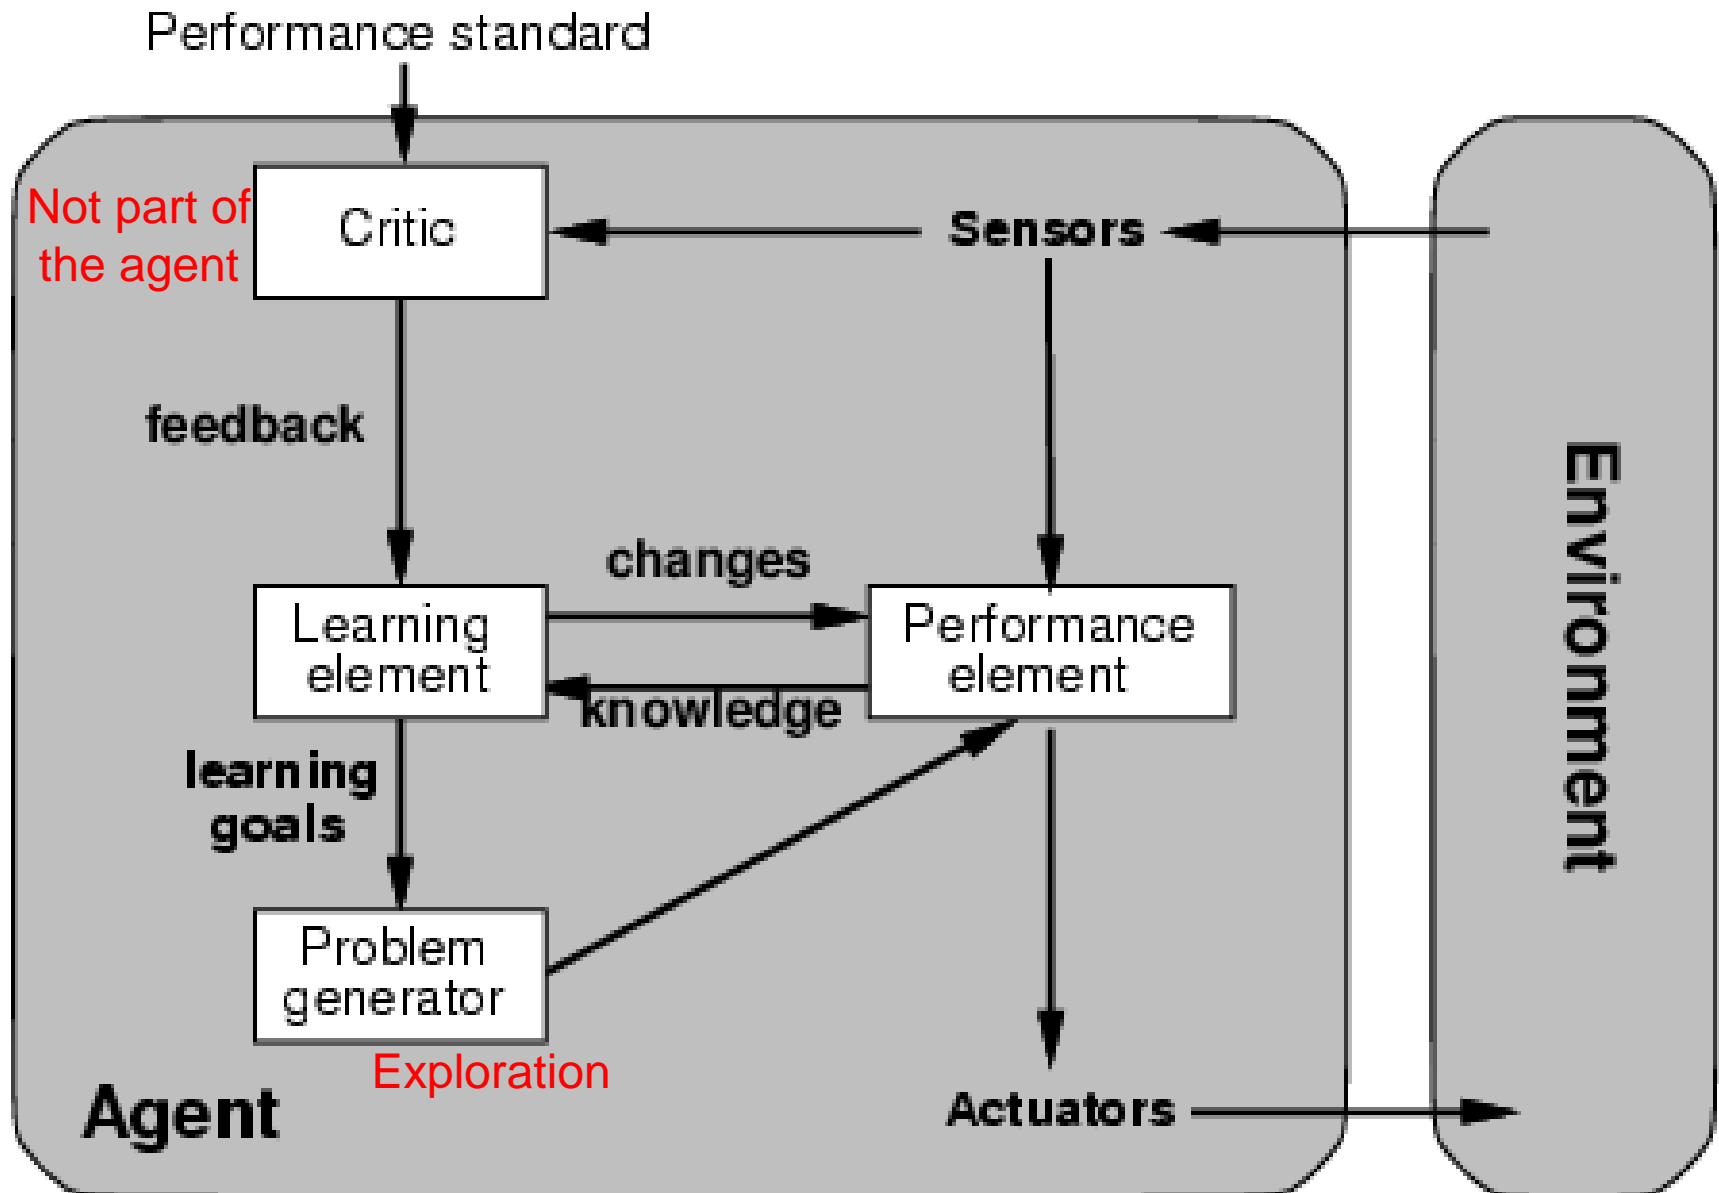 Performance standard
Not part of
the agent
Critic
Sensors
feedback
changes
Learning
element
Performance
element
knowledge
learning
goals
Problem
generator
Exploration
Agent
Actuators
Environment